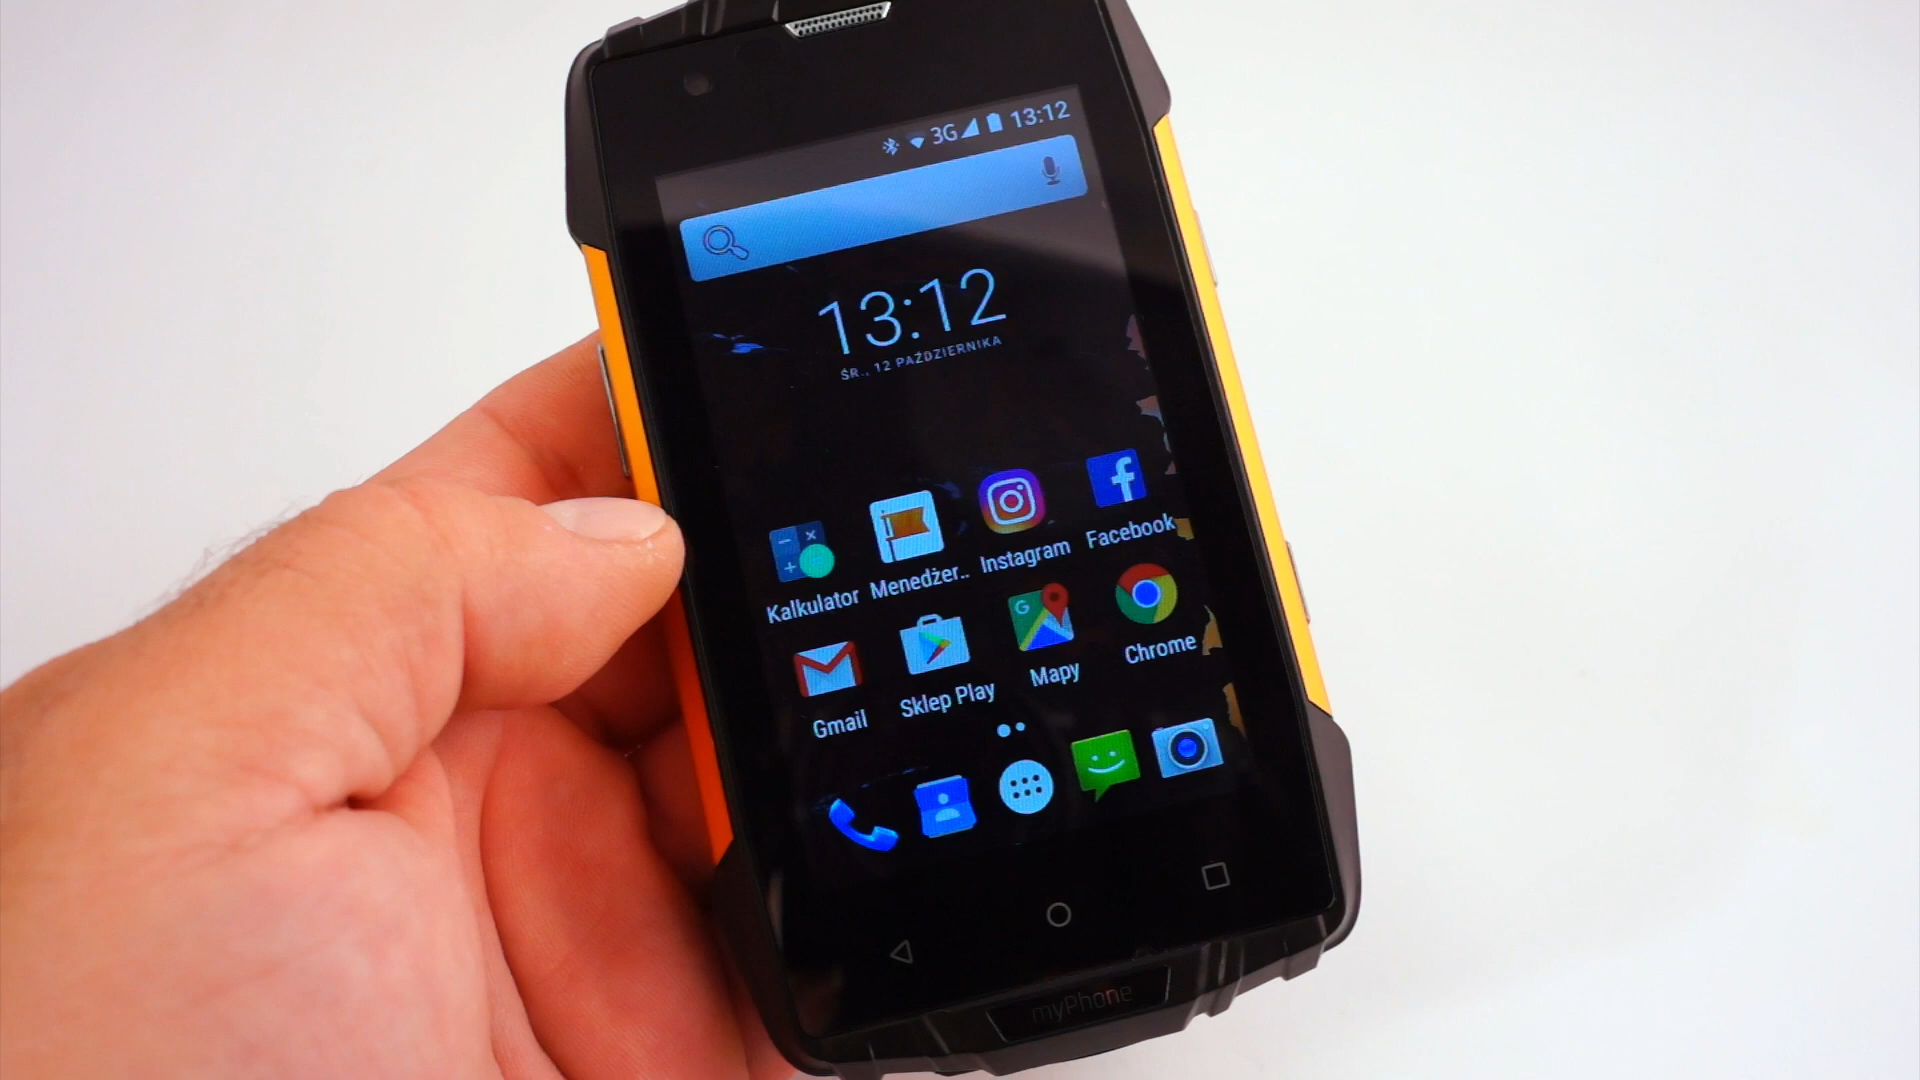 3G 13:12
13:12
ŚR., 12 PAŹDZIERNIKA
Kalkulator Menedżer.. Instagram Facebook
G
Gmail Sklep Play Mapy Chrome
myPhone